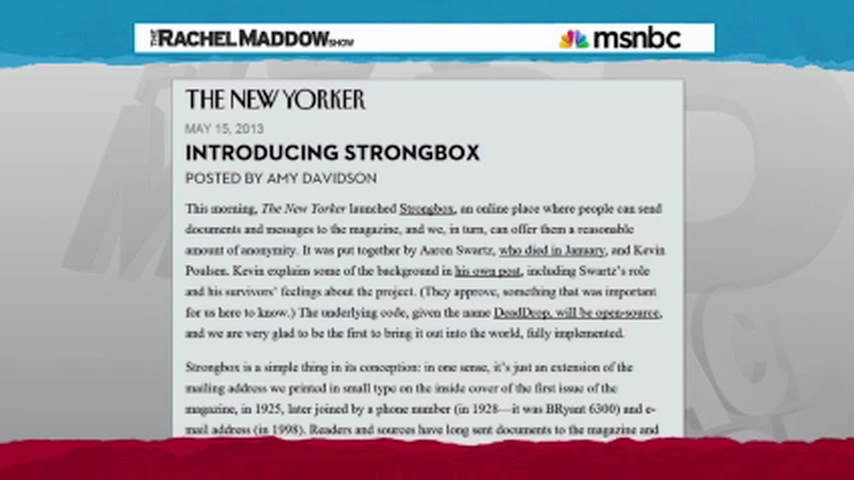 THE RACHEL MADDOW SHOW
msnbc
THE NEW YORKER
MAY 15, 2013
INTRODUCING STRONGBOX
POSTED BY AMY DAVIDSON
This morning, The New Yorker launched Strongbox, an online place where people can send
documents and messages to the magazine, and we, in turn, can offer them a reasonable
amount of anonymity. It was put together by Aaron Swartz, who died in January, and Kevin
Poulsen. Kevin explains some of the background in his own post, including Swartz's role
and his survivors' feelings about the project. (They approve, something that was important
for us here to know.) The underlying code, given the name DeadDrop, will be open-source,
and we are very glad to be the first to bring it out into the world, fully implemented.
Strongbox is a simple thing in its conception: in one sense, it's just an extension of the
mailing address we printed in small type on the inside cover of the first issue of the
magazine, in 1925, later joined by a phone number (in 1928—it was BRyant 6300) and e-
mail address (in 1998). Readers and sources have long sent documents to the magazine and